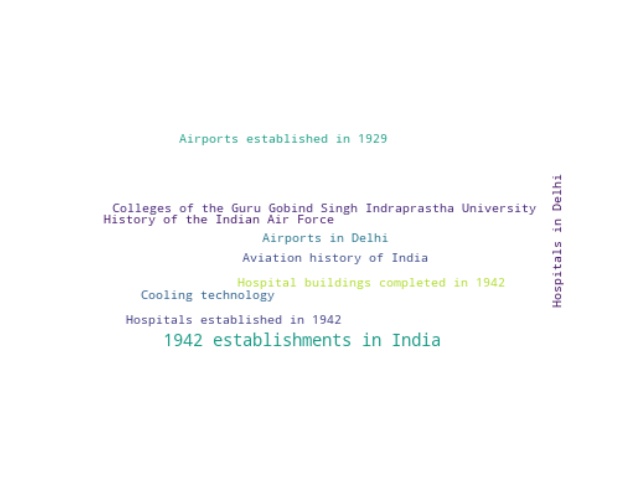 Airports established in 1929
Colleges of the Guru Gobind Singh Indraprastha University
History of the Indian Air Force
Airports in Delhi
Aviation history of India
Hospital buildings completed in 1942
Cooling technology
Hospitals established in 1942
1942 establishments in India
Hospitals in Delhi